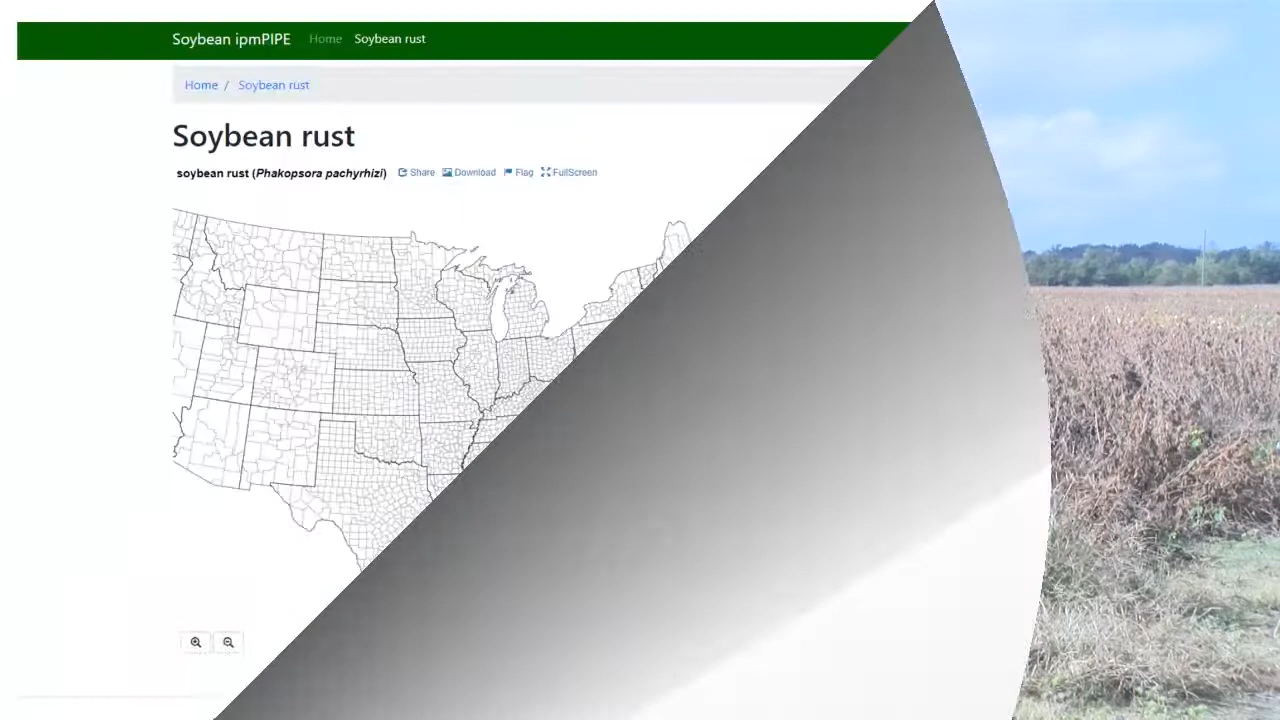 Soybean ipmPIPE Home Soybean rust
Home / Soybean rust
Soybean rust
soybean rust (Phakopsora pachyrhizi) Share Download Flag FullScreen